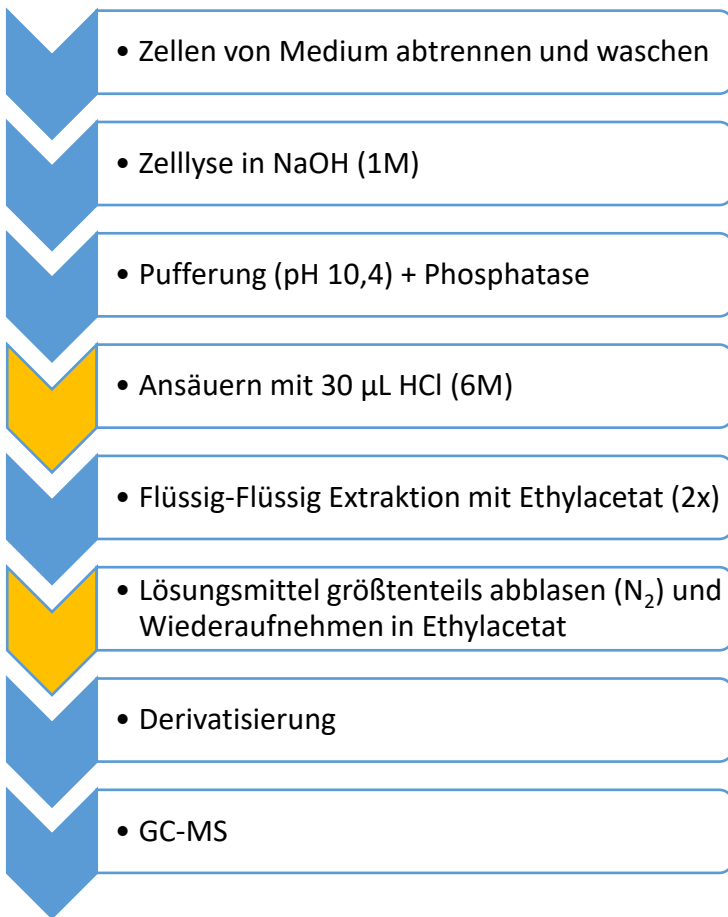 • Zellen von Medium abtrennen und waschen
• Zelllyse in NaOH (1M)
• Pufferung (pH 10,4) + Phosphatase
• Ansäuern mit 30 µL HCl (6M)
• Flüssig-Flüssig Extraktion mit Ethylacetat (2x)
• Lösungsmittel größtenteils abblasen (N₂) und
Wiederaufnehmen in Ethylacetat
• Derivatisierung
• GC-MS